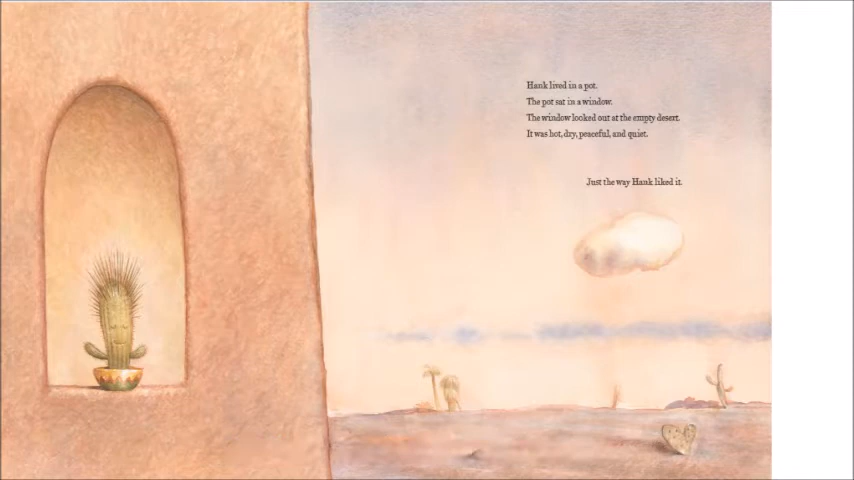 Hank lived in a pot.
The pot sat in a window.
The window looked out at the empty desert.
It was hot, dry, peaceful, and quiet.
Just the way Hank liked it.